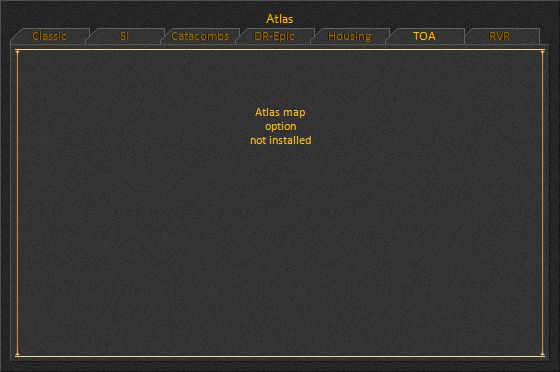 Atlas
Classic SI Catacombs DR-Epic Housing TOA RVR
Atlas map
option
not installed